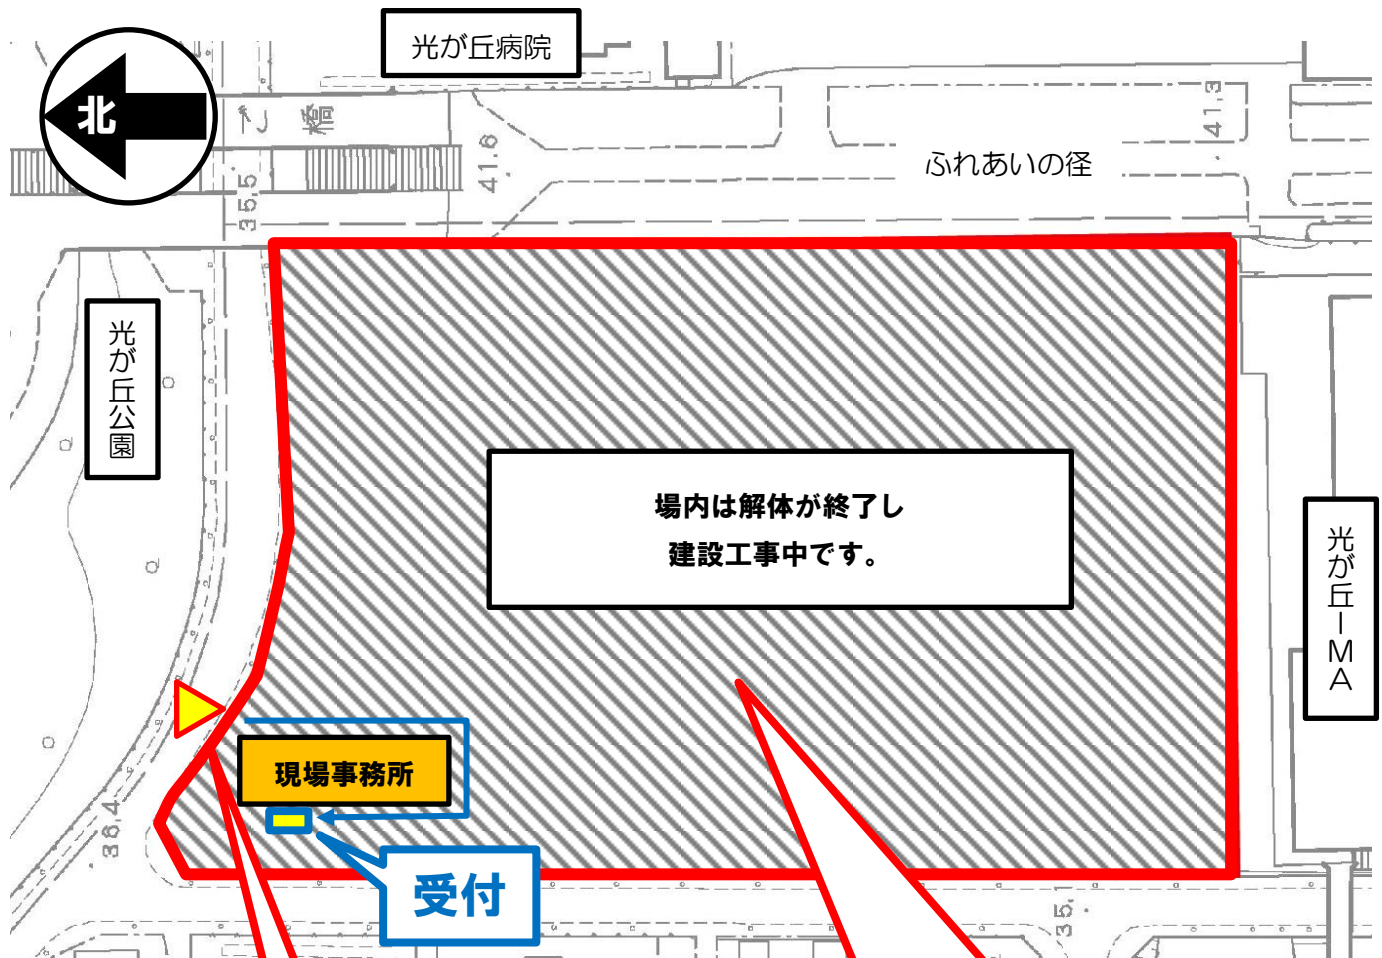 光が丘病院
北
橋
41.6
35.5
41.3
ふれあいの径
光が丘公園
場内は解体が終了し
建設工事中です。
光が丘IMA
現場事務所
36.4
受付
35.1